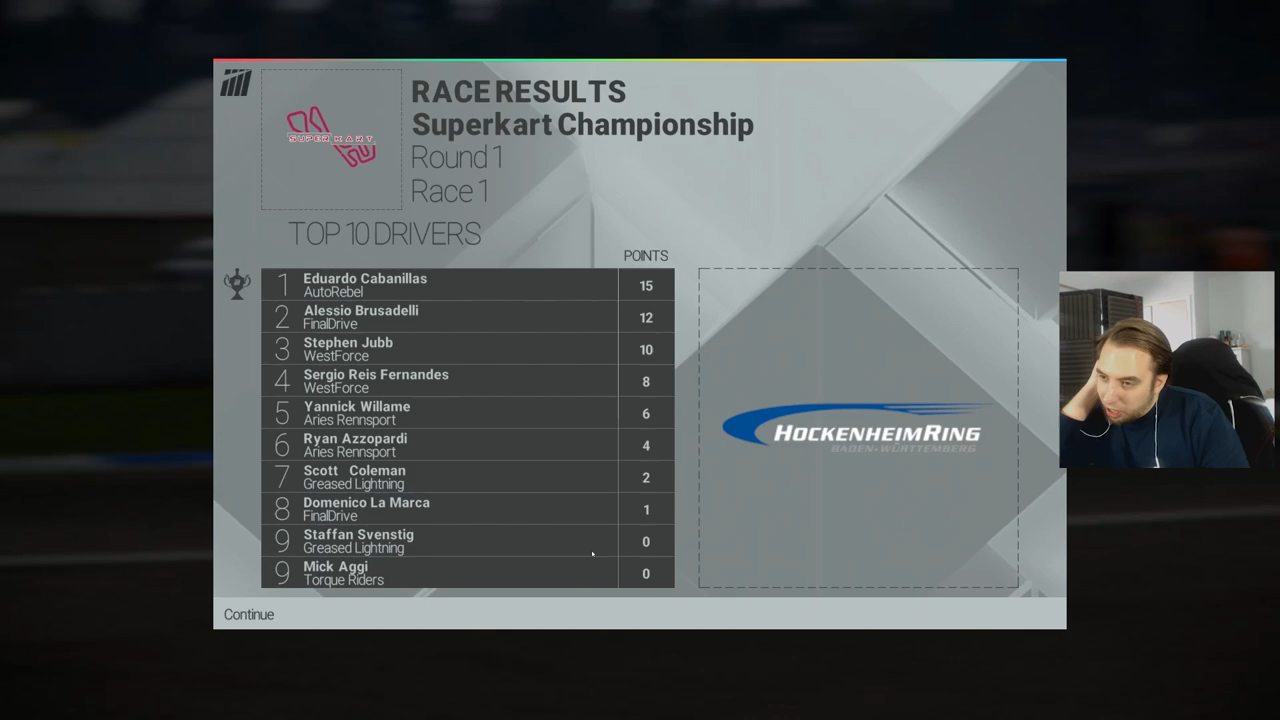 RACE RESULTS
Superkart Championship
Round 1
Race 1
SUPER KART
TOP 10 DRIVERS
POINTS
1 Eduardo Cabanillas 15
AutoRebel
2 Alessio Brusadelli 12
FinalDrive
3 Stephen Jubb 10
WestForce
4 Sergio Reis Fernandes 8
WestForce
5 Yannick Willame 6
Aries Rennsport
6 Ryan Azzopardi 4
Aries Rennsport
7 Scott Coleman 2
Greased Lightning
8 Domenico La Marca 1
FinalDrive
9 Staffan Svenstig 0
Greased Lightning
9 Mick Aggi 0
Torque Riders
HOCKENHEIMRING
BADEN-WÜRTTEMBERG
Continue